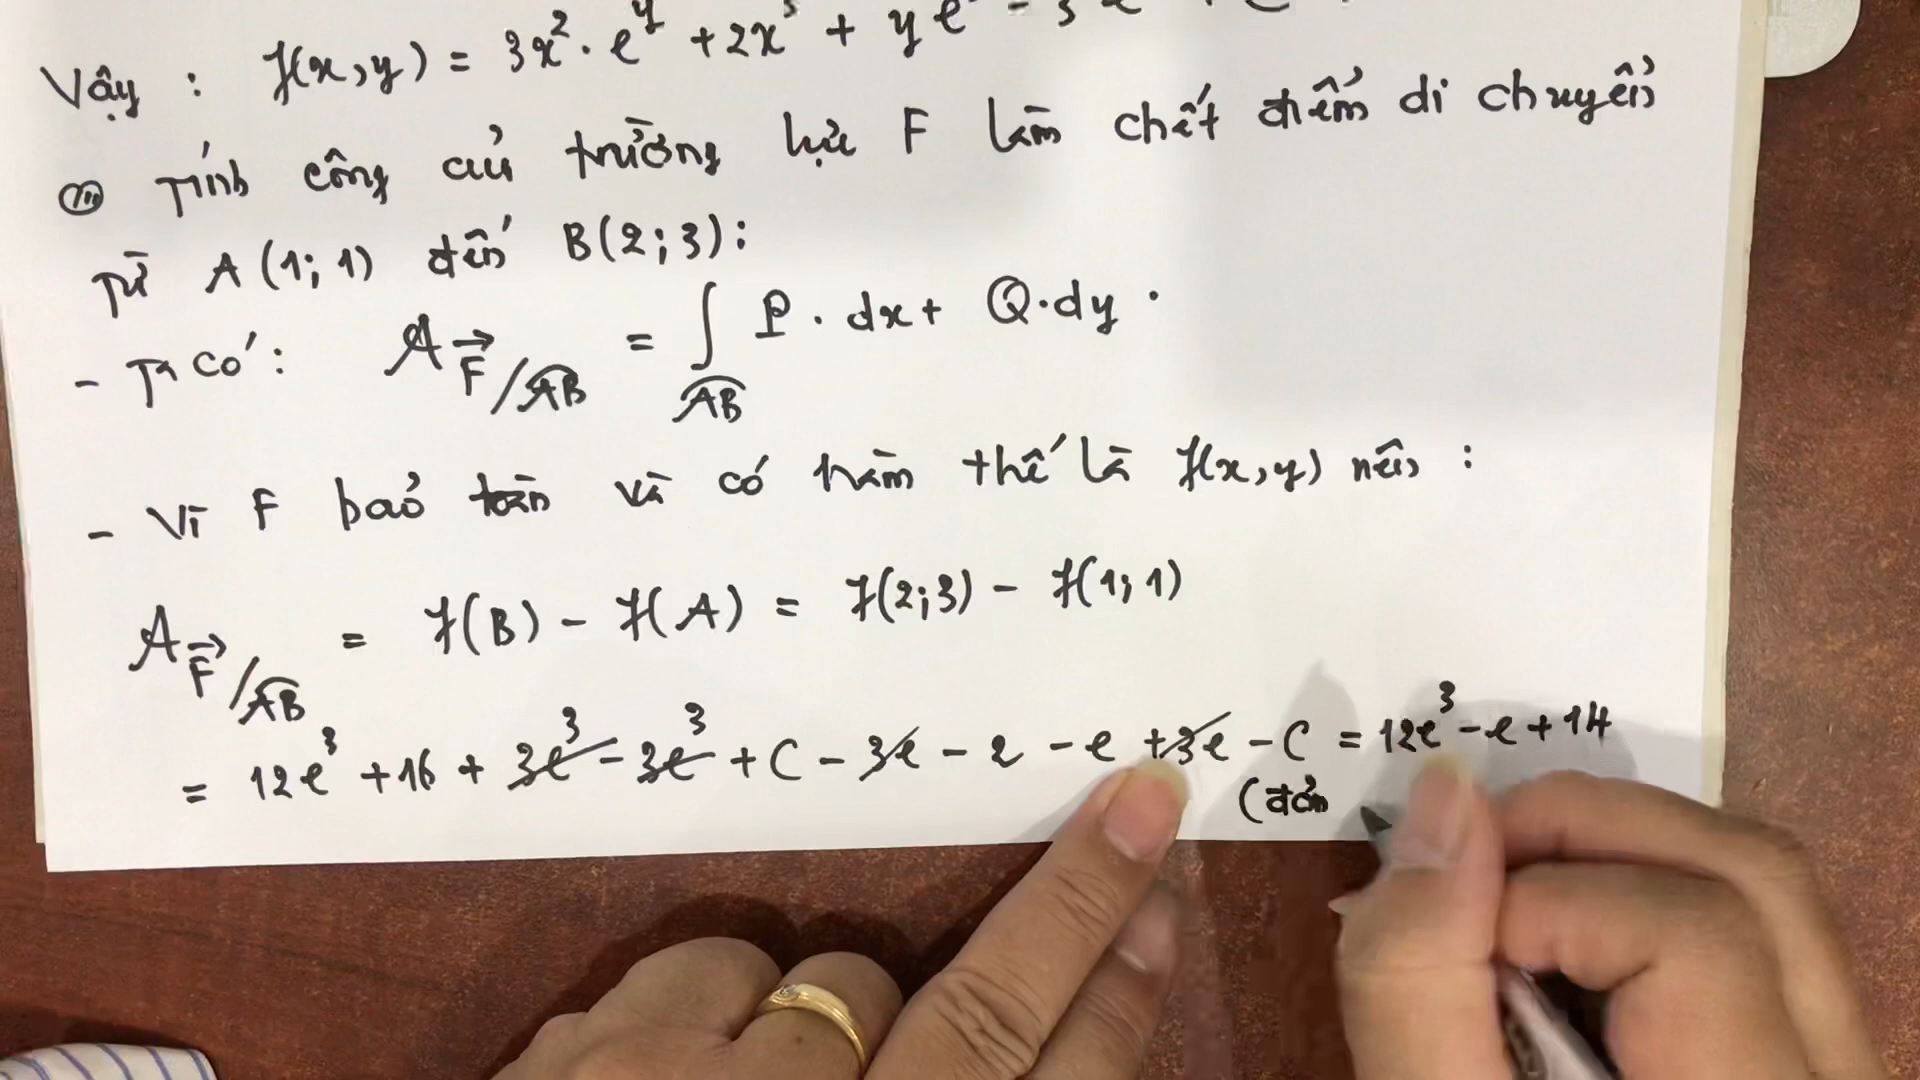 Vậy : f(x,y) = 3x². e^y + 2x³ + y e
Tính công của trường lực F làm chất điểm di chuyển
Từ A (1; 1) đến B(2; 3):
- Ta có: A_F⃗/AB = ∫_AB P. dx + Q.dy .
- Vì F bảo toàn và có hàm thế là f(x,y) nên :
A_F⃗/AB = f(B) - f(A) = f(2;3) - f(1; 1)
= 12e³ + 16 + 3e³ - 3e³ + C - 3e - 2 - e + 3e - C = 12e³ - e + 14
(đơn